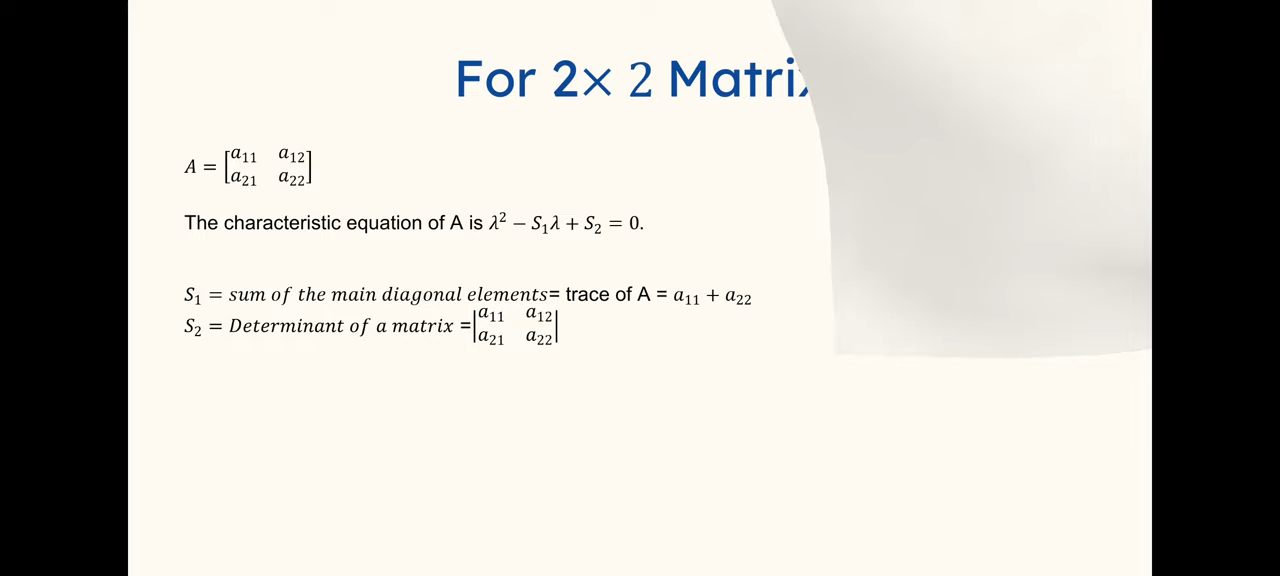 For 2× 2 Matrix
A = [a₁₁ a₁₂
a₂₁ a₂₂]
The characteristic equation of A is λ² − S₁λ + S₂ = 0.
S₁ = sum of the main diagonal elements= trace of A = a₁₁ + a₂₂
S₂ = Determinant of a matrix =|a₁₁ a₁₂
a₂₁ a₂₂|